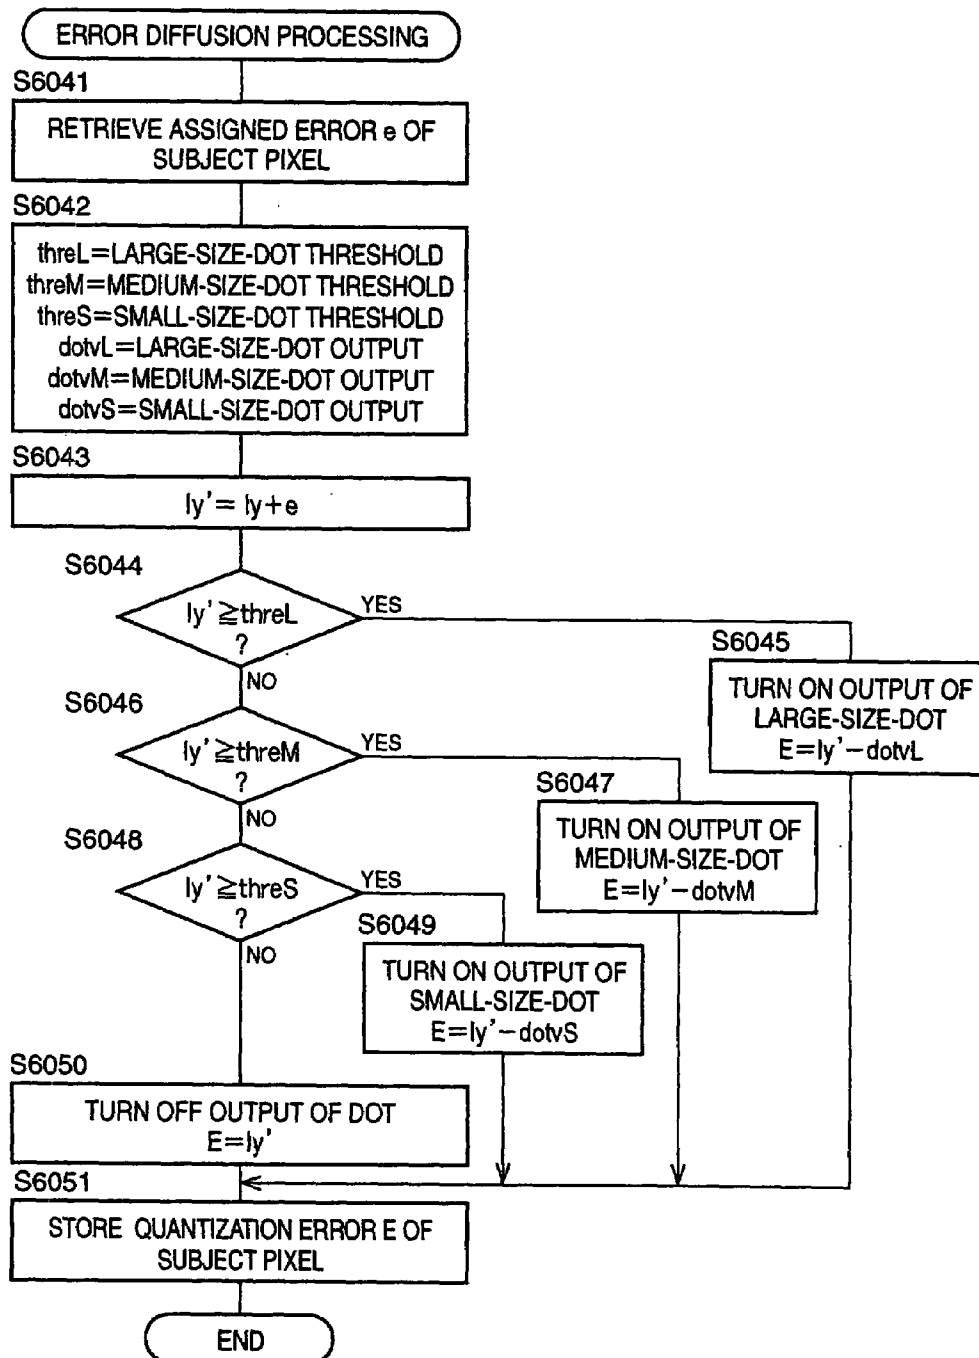 ERROR DIFFUSION PROCESSING
S6041
RETRIEVE ASSIGNED ERROR e OF
SUBJECT PIXEL
S6042
threL=LARGE-SIZE-DOT THRESHOLD
threM=MEDIUM-SIZE-DOT THRESHOLD
threS=SMALL-SIZE-DOT THRESHOLD
dotvL=LARGE-SIZE-DOT OUTPUT
dotvM=MEDIUM-SIZE-DOT OUTPUT
dotvS=SMALL-SIZE-DOT OUTPUT
S6043
Iy'=Iy+e
S6044
Iy'≧threL
?
YES
NO
S6045
TURN ON OUTPUT OF
LARGE-SIZE-DOT
E=Iy'-dotvL
S6046
Iy'≧threM
?
YES
NO
S6047
TURN ON OUTPUT OF
MEDIUM-SIZE-DOT
E=Iy'-dotvM
S6048
Iy'≧threS
?
YES
NO
S6049
TURN ON OUTPUT OF
SMALL-SIZE-DOT
E=Iy'-dotvS
S6050
TURN OFF OUTPUT OF DOT
E=Iy'
S6051
STORE QUANTIZATION ERROR E OF
SUBJECT PIXEL
END